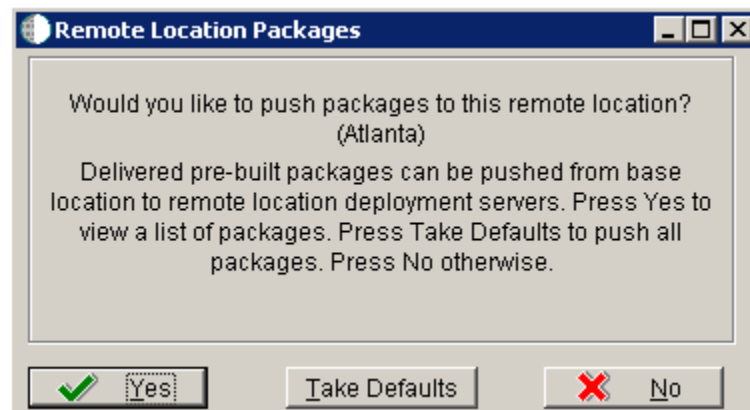 Remote Location Packages
Would you like to push packages to this remote location?
(Atlanta)
Delivered pre-built packages can be pushed from base
location to remote location deployment servers. Press Yes to
view a list of packages. Press Take Defaults to push all
packages. Press No otherwise.
Yes
Take Defaults
No